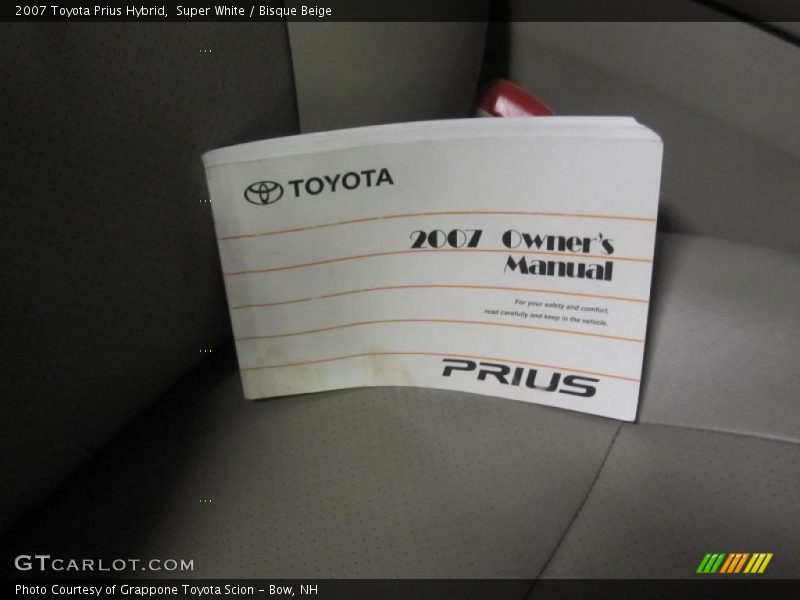 2007 Toyota Prius Hybrid,  Super White / Bisque Beige
TOYOTA
2007 Owner's
Manual
For your safety and comfort,
read carefully and keep in the vehicle.
PRIUS
GTCARLOT.COM
Photo Courtesy of Grappone Toyota Scion – Bow, NH